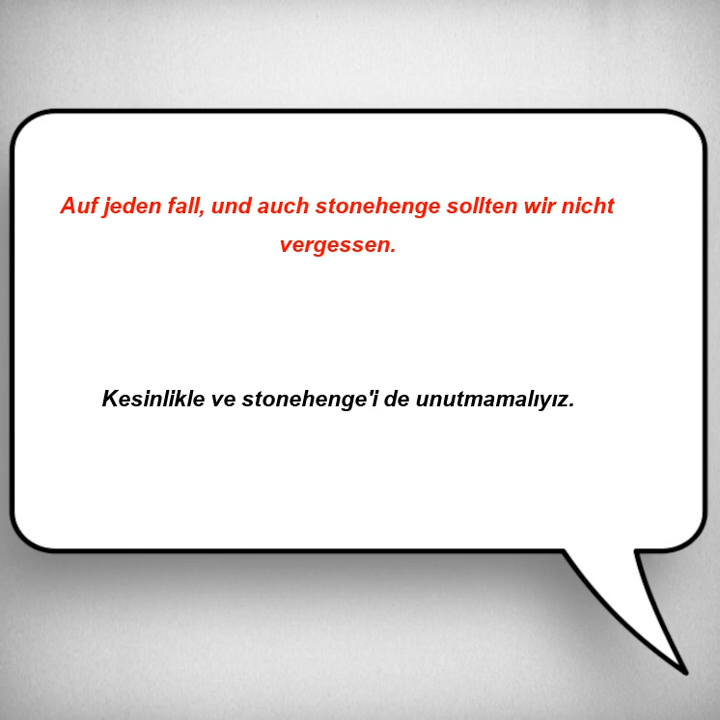 Auf jeden fall, und auch stonehenge sollten wir nicht
vergessen.
Kesinlikle ve stonehenge'i de unutmamalıyız.